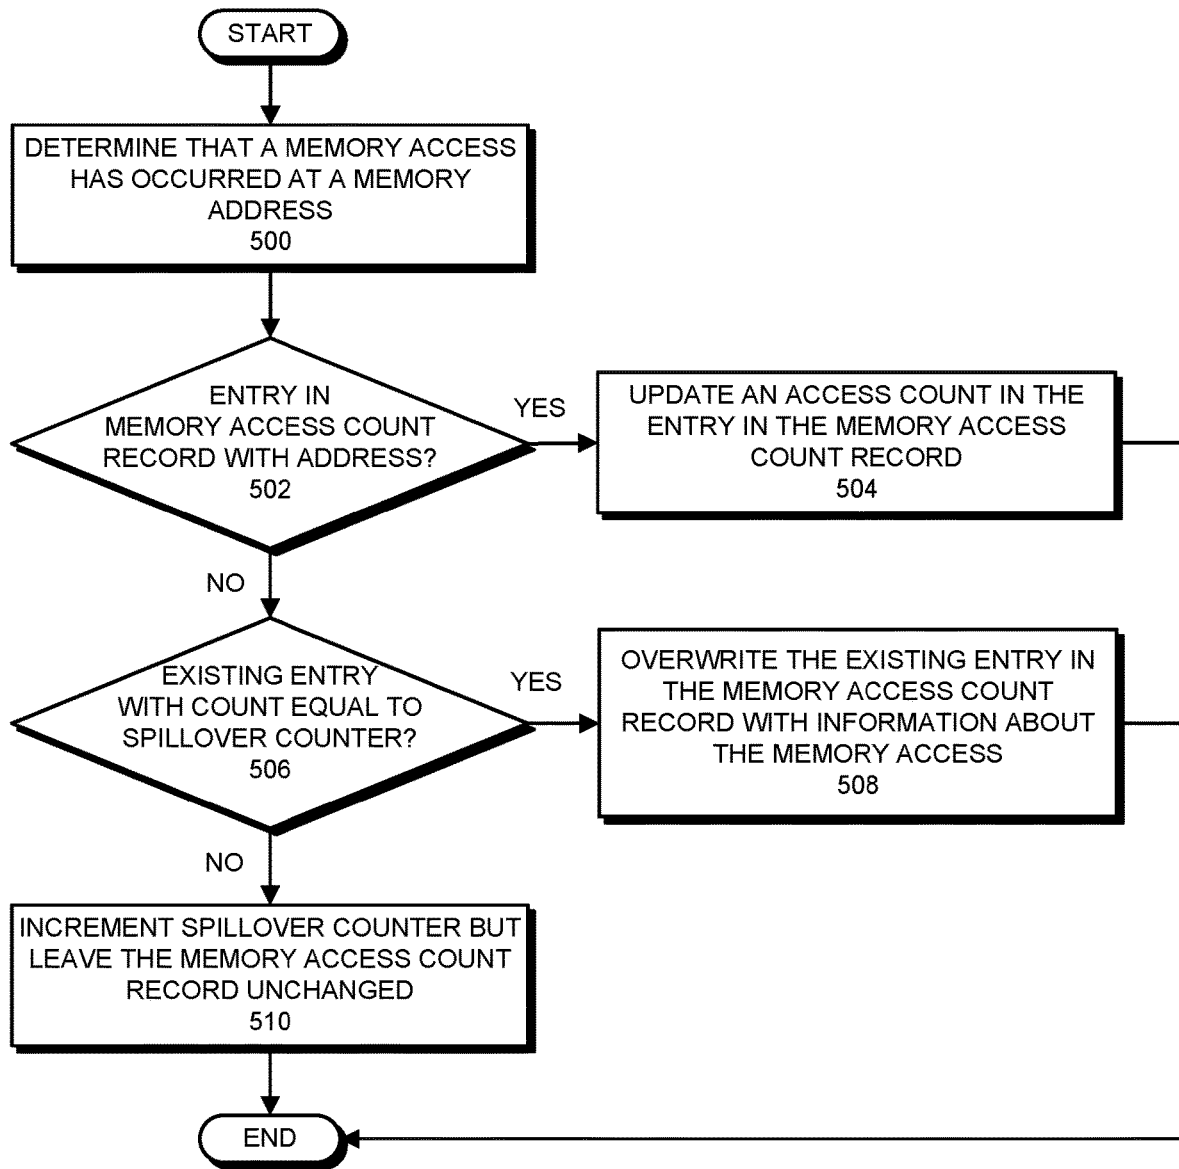 START
DETERMINE THAT A MEMORY ACCESS
HAS OCCURRED AT A MEMORY
ADDRESS
500
ENTRY IN
MEMORY ACCESS COUNT
RECORD WITH ADDRESS?
502
YES
UPDATE AN ACCESS COUNT IN THE
ENTRY IN THE MEMORY ACCESS
COUNT RECORD
504
NO
EXISTING ENTRY
WITH COUNT EQUAL TO
SPILLOVER COUNTER?
506
YES
OVERWRITE THE EXISTING ENTRY IN
THE MEMORY ACCESS COUNT
RECORD WITH INFORMATION ABOUT
THE MEMORY ACCESS
508
NO
INCREMENT SPILLOVER COUNTER BUT
LEAVE THE MEMORY ACCESS COUNT
RECORD UNCHANGED
510
END